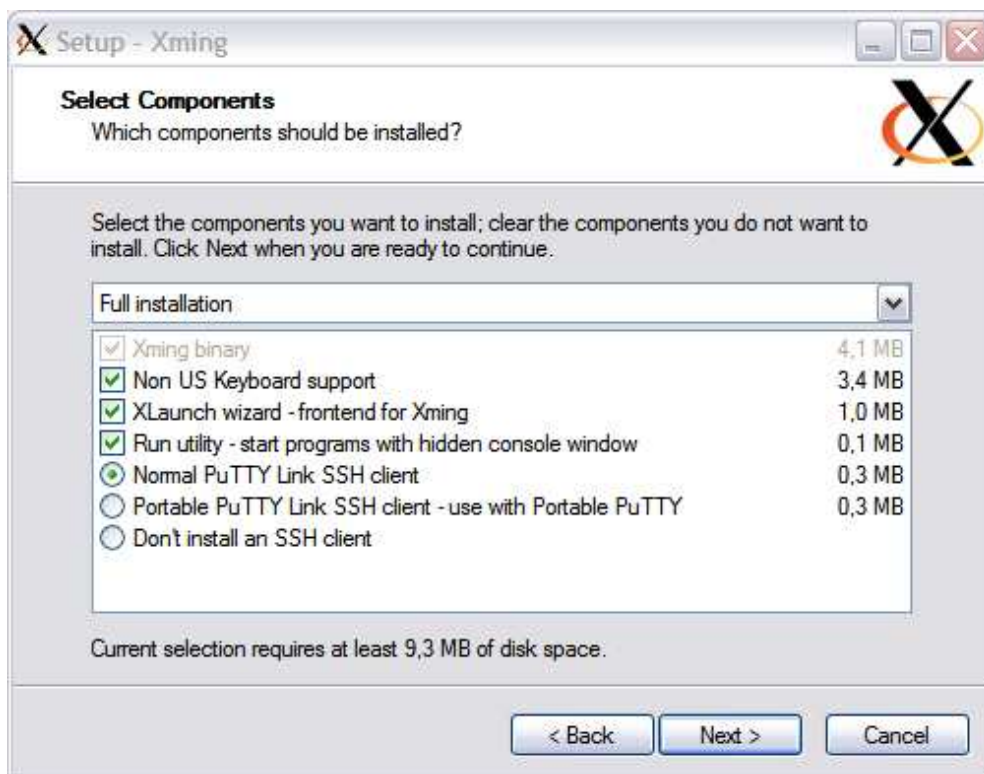 Setup - Xming
Select Components
Which components should be installed?
Select the components you want to install; clear the components you do not want to
install. Click Next when you are ready to continue.
Full installation
Xming binary 4,1 MB
Non US Keyboard support 3,4 MB
XLaunch wizard - frontend for Xming 1,0 MB
Run utility - start programs with hidden console window 0,1 MB
Normal PuTTY Link SSH client 0,3 MB
Portable PuTTY Link SSH client - use with Portable PuTTY 0,3 MB
Don't install an SSH client
Current selection requires at least 9,3 MB of disk space.
< Back Next > Cancel